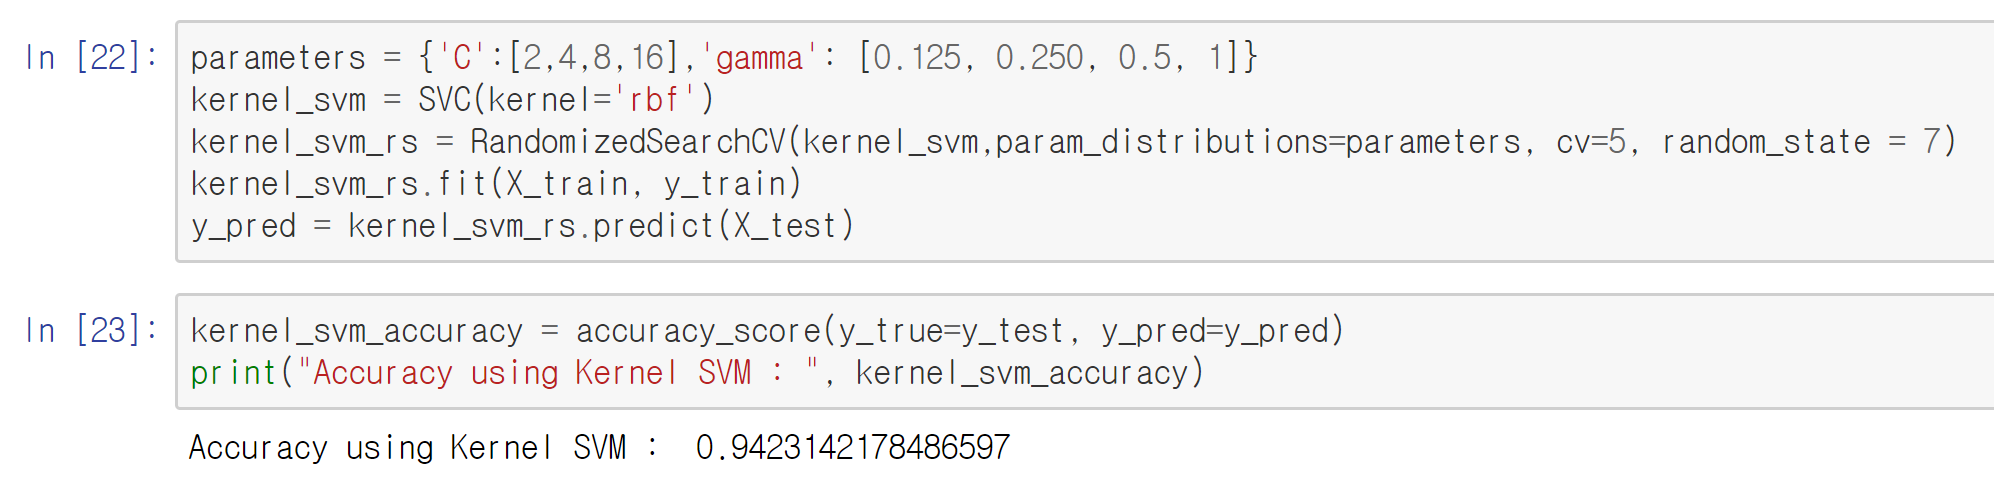 In [22]:
parameters = {'C':[2,4,8,16],'gamma': [0.125, 0.250, 0.5, 1]}
kernel_svm = SVC(kernel='rbf')
kernel_svm_rs = RandomizedSearchCV(kernel_svm,param_distributions=parameters, cv=5, random_state = 7)
kernel_svm_rs.fit(X_train, y_train)
y_pred = kernel_svm_rs.predict(X_test)
In [23]:
kernel_svm_accuracy = accuracy_score(y_true=y_test, y_pred=y_pred)
print("Accuracy using Kernel SVM : ", kernel_svm_accuracy)
Accuracy using Kernel SVM :  0.9423142178486597